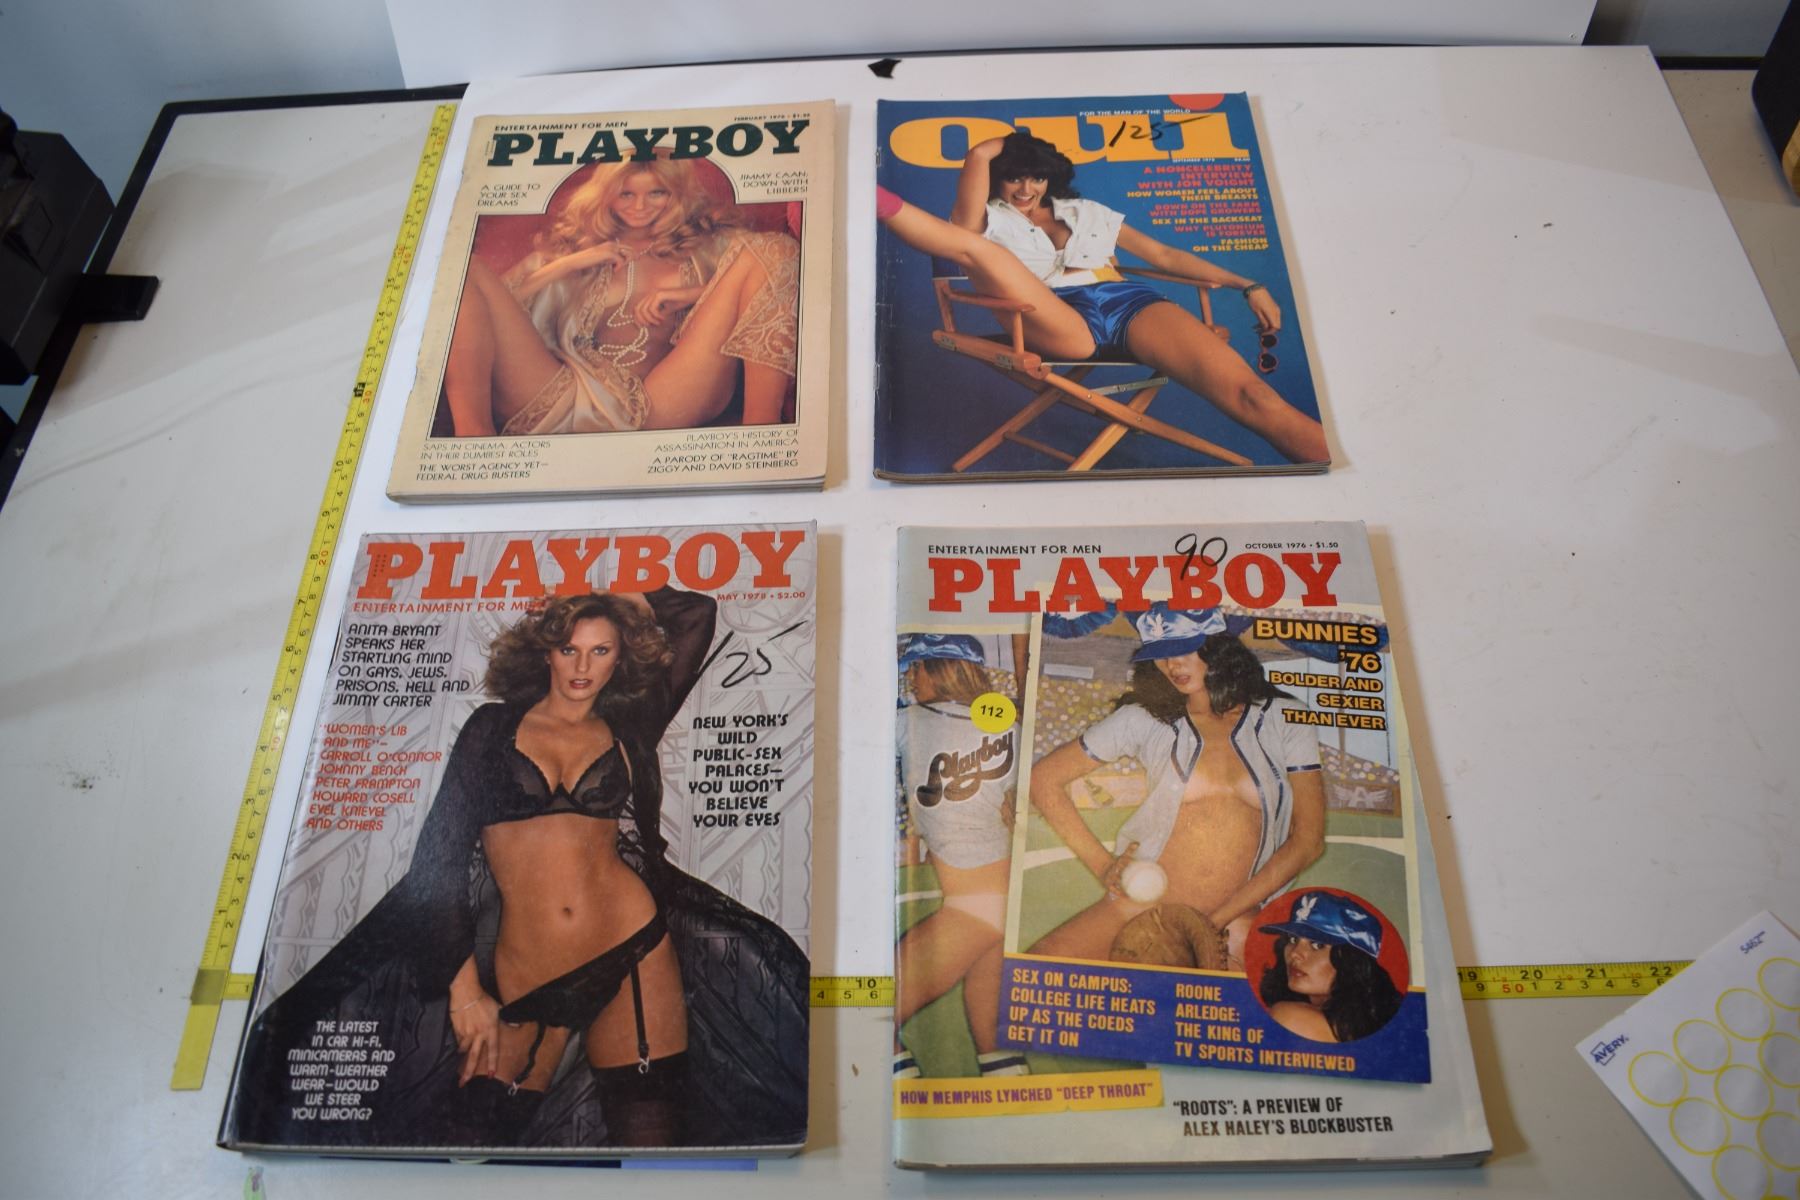 ENTERTAINMENT FOR MEN
FEBRUARY 1976 • $1.50
PLAYBOY
A GUIDE TO
YOUR SEX
DREAMS
JIMMY CAAN:
DOWN WITH
LIBBERS!
SAPS IN CINEMA: ACTORS
IN THEIR DUMBEST ROLES
THE WORST AGENCY YET—
FEDERAL DRUG BUSTERS
PLAYBOY'S HISTORY OF
ASSASSINATION IN AMERICA
A PARODY OF "RAGTIME" BY
ZIGGY AND DAVID STEINBERG
FOR THE MAN OF THE WORLD
oui
125
SEPTEMBER 1978 $2.00
A NONCELEBRITY
INTERVIEW
WITH JON VOIGHT
HOW WOMEN FEEL ABOUT
THEIR BREASTS
DOWN ON THE FARM
WITH DOPE GROWERS
SEX IN THE BACKSEAT
WHY PLUTONIUM
IS FOREVER
FASHION
ON THE CHEAP
PLAYBOY
ENTERTAINMENT FOR MEN
MAY 1978 • $2.00
125
ANITA BRYANT
SPEAKS HER
STARTLING MIND
ON GAYS, JEWS,
PRISONS, HELL AND
JIMMY CARTER
"WOMEN'S LIB
AND ME"—
CARROLL O'CONNOR
JOHNNY BENCH
PETER FRAMPTON
HOWARD COSELL
EVEL KNIEVEL
AND OTHERS
NEW YORK'S
WILD
PUBLIC-SEX
PALACES—
YOU WON'T
BELIEVE
YOUR EYES
THE LATEST
IN CAR HI-FI,
MINICAMERAS AND
WARM-WEATHER
WEAR—WOULD
WE STEER
YOU WRONG?
ENTERTAINMENT FOR MEN
90
OCTOBER 1976 • $1.50
PLAYBOY
BUNNIES
'76
BOLDER AND
SEXIER
THAN EVER
112
Playboy
SEX ON CAMPUS:
COLLEGE LIFE HEATS
UP AS THE COEDS
GET IT ON
ROONE
ARLEDGE:
THE KING OF
TV SPORTS INTERVIEWED
HOW MEMPHIS LYNCHED "DEEP THROAT"
"ROOTS": A PREVIEW OF
ALEX HALEY'S BLOCKBUSTER
AVERY
5462